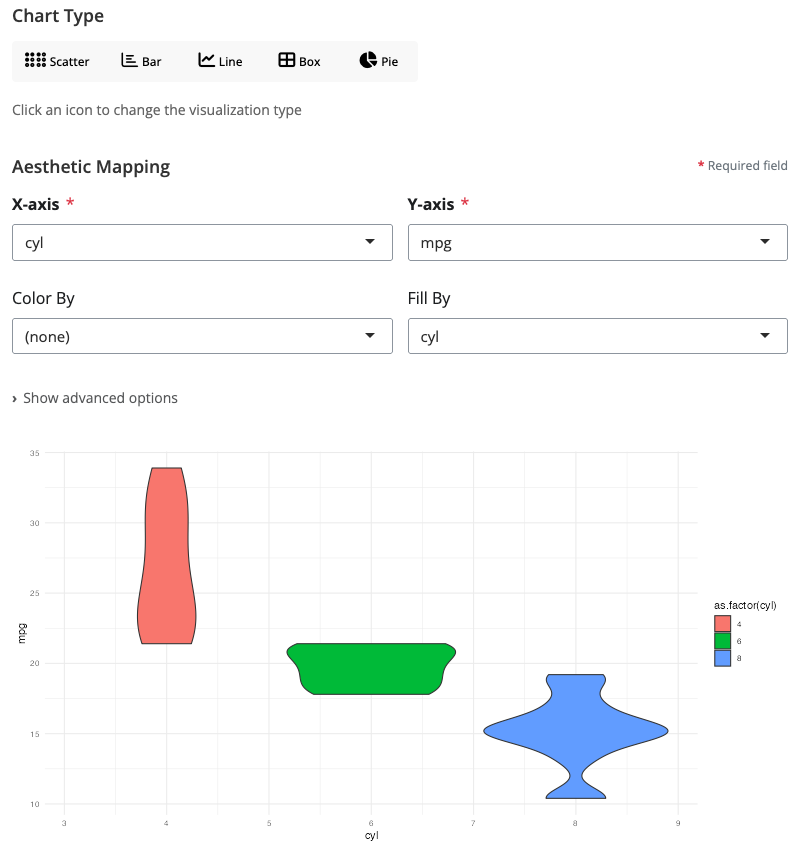 Chart Type
Scatter Bar Line Box Pie
Click an icon to change the visualization type
Aesthetic Mapping * Required field
X-axis * Y-axis *
cyl mpg
Color By Fill By
(none) cyl
› Show advanced options
35
30
25
20
15
10
mpg
3 4 5 6 7 8 9
cyl
as.factor(cyl)
4
6
8